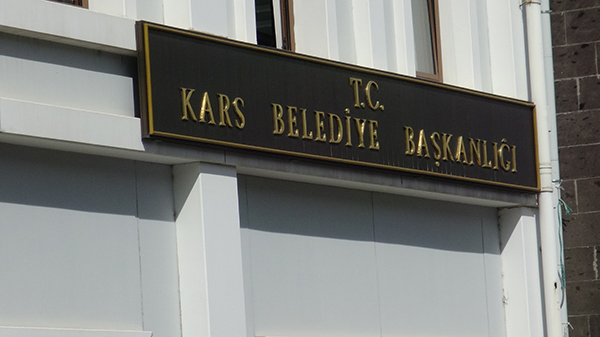 T.C.
KARS BELEDİYE BAŞKANLIĞI